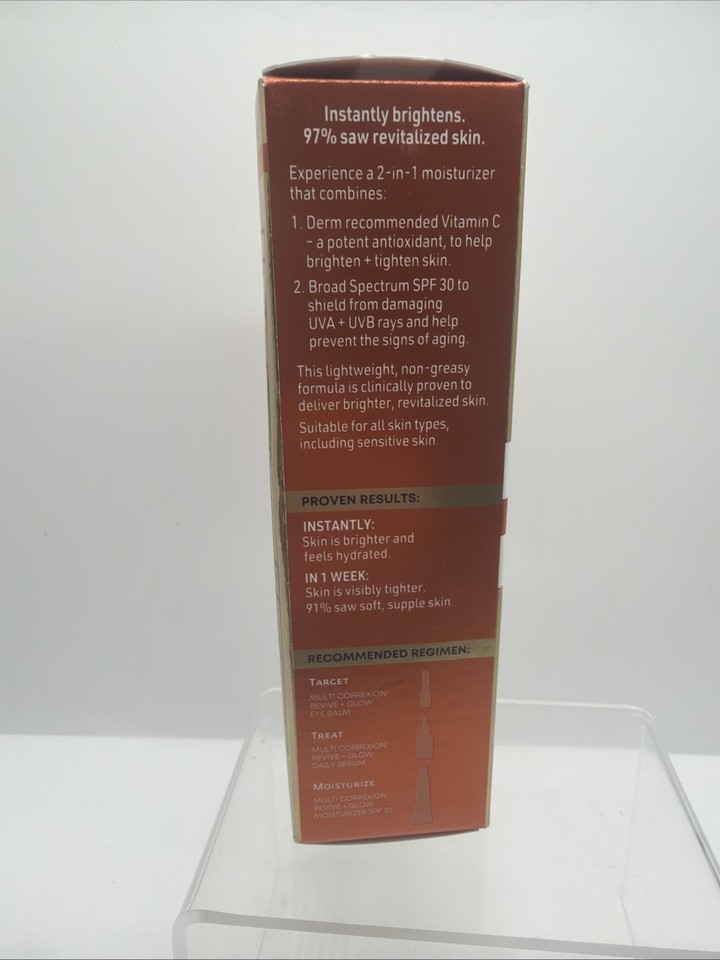 Instantly brightens.
97% saw revitalized skin.
Experience a 2-in-1 moisturizer
that combines:
1. Derm recommended Vitamin C
– a potent antioxidant, to help
brighten + tighten skin.
2. Broad Spectrum SPF 30 to
shield from damaging
UVA + UVB rays and help
prevent the signs of aging.
This lightweight, non-greasy
formula is clinically proven to
deliver brighter, revitalized skin.
Suitable for all skin types,
including sensitive skin.
PROVEN RESULTS:
INSTANTLY:
Skin is brighter and
feels hydrated.
IN 1 WEEK:
Skin is visibly tighter.
91% saw soft, supple skin.
RECOMMENDED REGIMEN:
TARGET
MULTI CORREXION®
REVIVE + GLOW
EYE BALM
TREAT
MULTI CORREXION®
REVIVE + GLOW
DAILY SERUM
MOISTURIZE
MULTI CORREXION®
REVIVE + GLOW
MOISTURIZER SPF 30